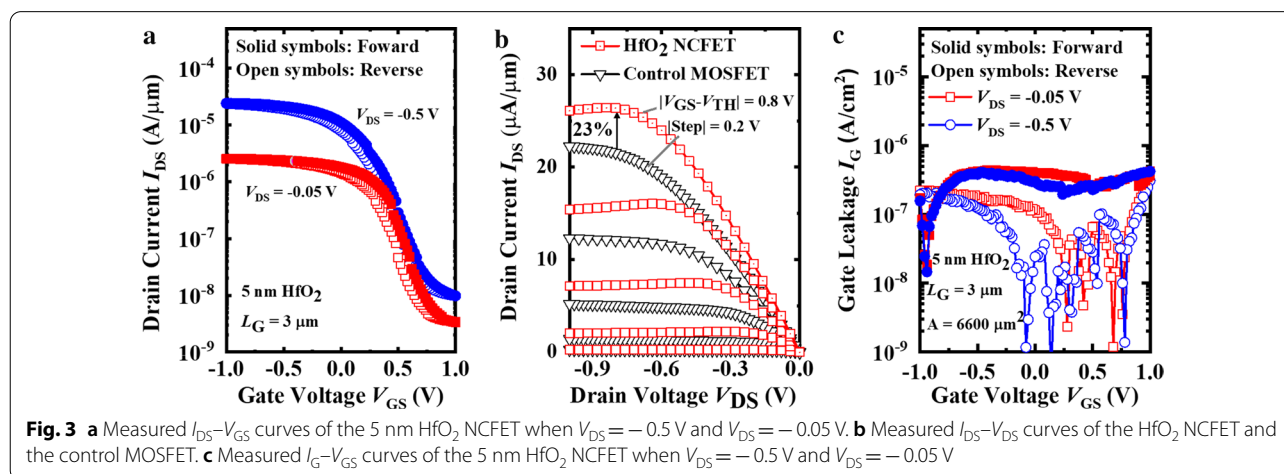 a
Solid symbols: Foward
Open symbols: Reverse
V_DS = -0.5 V
V_DS = -0.05 V
5 nm HfO₂
L_G = 3 μm
10⁻⁴
10⁻⁵
10⁻⁶
10⁻⁷
10⁻⁸
10⁻⁹
Drain Current I_DS (A/μm)
-1.0 -0.5 0.0 0.5 1.0
Gate Voltage V_GS (V)
b
HfO₂ NCFET
Control MOSFET
|V_GS-V_TH| = 0.8 V
|Step| = 0.2 V
23%
30
20
10
0
Drain Current I_DS (μA/μm)
-0.9 -0.6 -0.3 0.0
Drain Voltage V_DS (V)
c
Solid symbols: Forward
Open symbols: Reverse
V_DS = -0.05 V
V_DS = -0.5 V
5 nm HfO₂
L_G = 3 μm
A = 6600 μm²
10⁻⁵
10⁻⁶
10⁻⁷
10⁻⁸
10⁻⁹
Gate Leakage I_G (A/cm²)
-1.0 -0.5 0.0 0.5 1.0
Gate Voltage V_GS (V)
Fig. 3 a Measured I_DS–V_GS curves of the 5 nm HfO₂ NCFET when V_DS = − 0.5 V and V_DS = − 0.05 V. b Measured I_DS–V_DS curves of the HfO₂ NCFET and
the control MOSFET. c Measured I_G–V_GS curves of the 5 nm HfO₂ NCFET when V_DS = − 0.5 V and V_DS = − 0.05 V